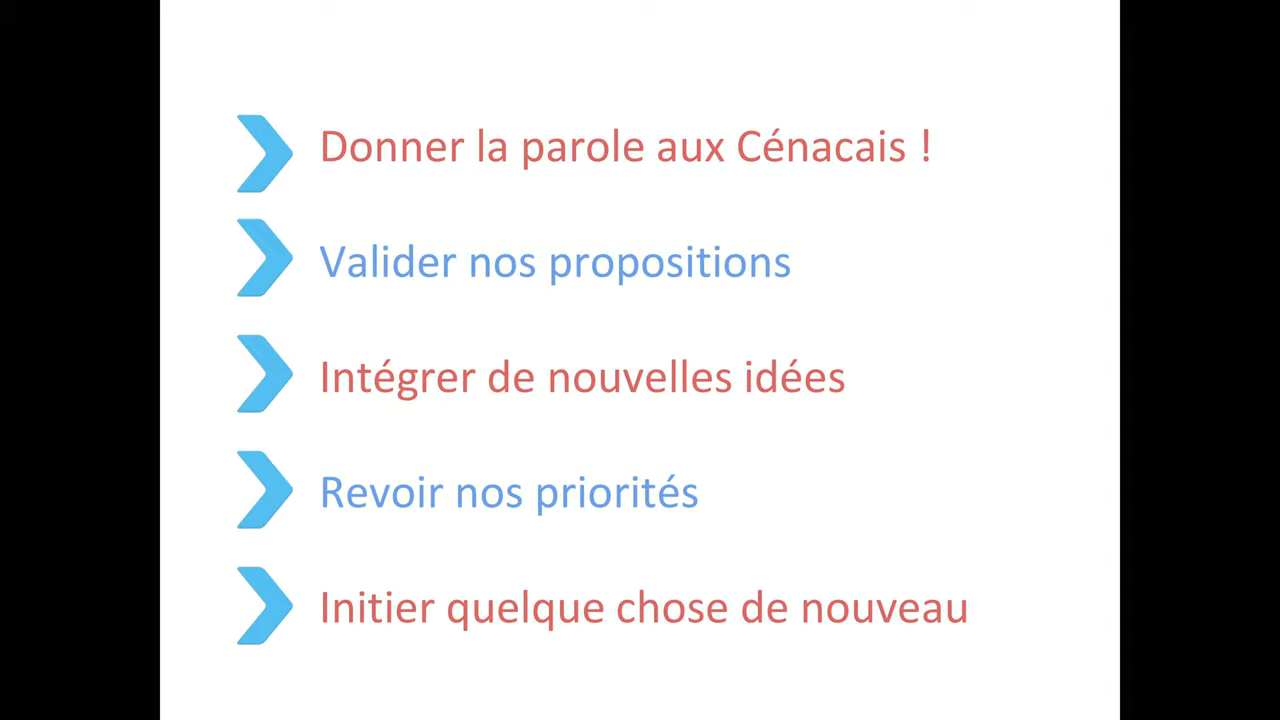 Donner la parole aux Cénacais !
Valider nos propositions
Intégrer de nouvelles idées
Revoir nos priorités
Initier quelque chose de nouveau